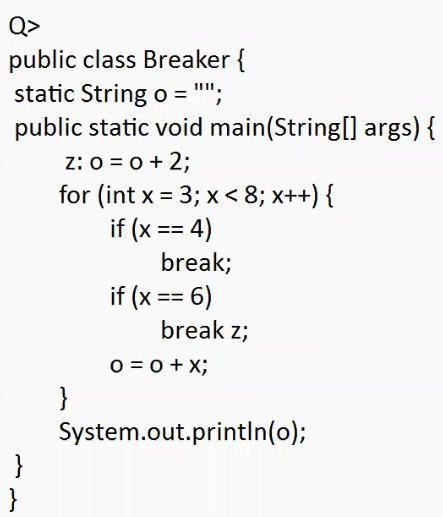 Q>
public class Breaker {
static String o = "";
public static void main(String[] args) {
z: o = o + 2;
for (int x = 3; x < 8; x++) {
if (x == 4)
break;
if (x == 6)
break z;
o = o + x;
}
System.out.println(o);
}
}